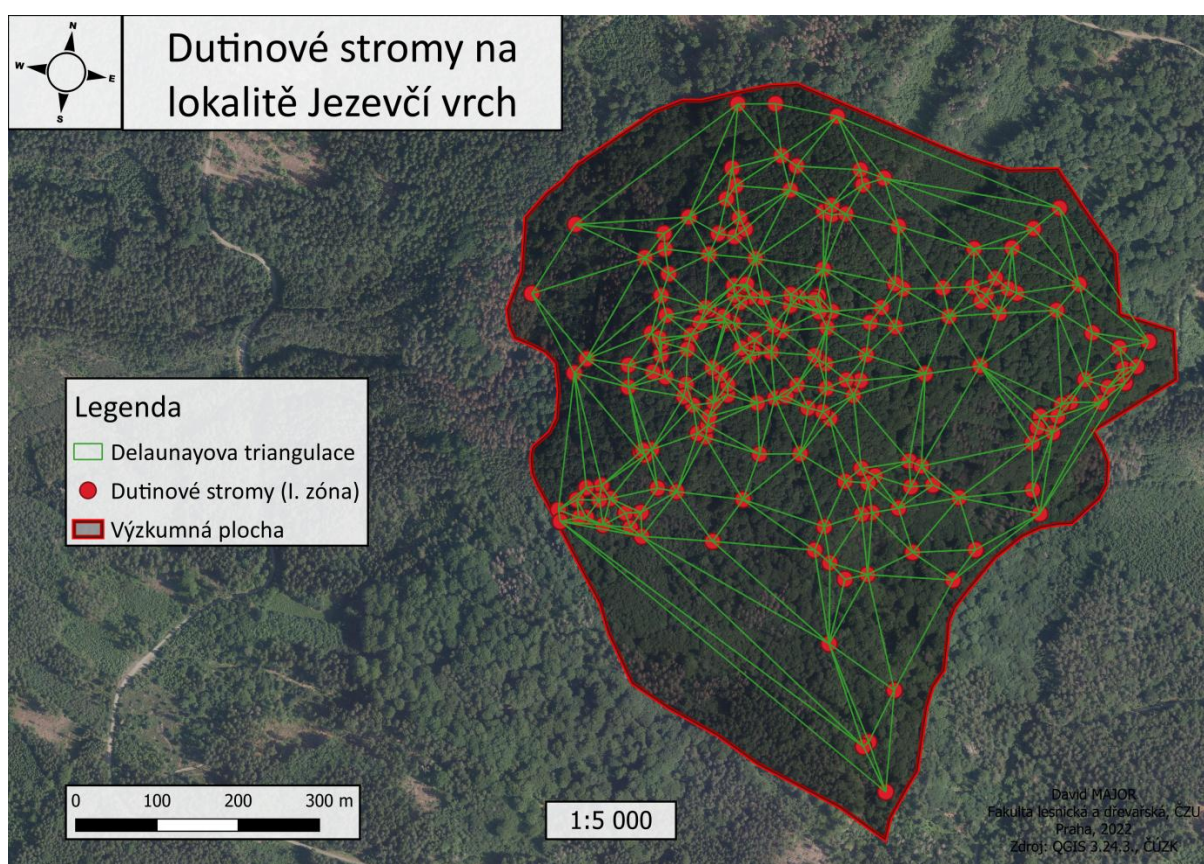 N
W
E
S
Dutinové stromy na
lokalitě Jezevčí vrch
Legenda
Delaunayova triangulace
Dutinové stromy (I. zóna)
Výzkumná plocha
0 100 200 300 m
1:5 000
David MAJOR
Fakulta lesnická a dřevařská, ČZU
Praha, 2022
Zdroj: QGIS 3.24.3., ČÚZK